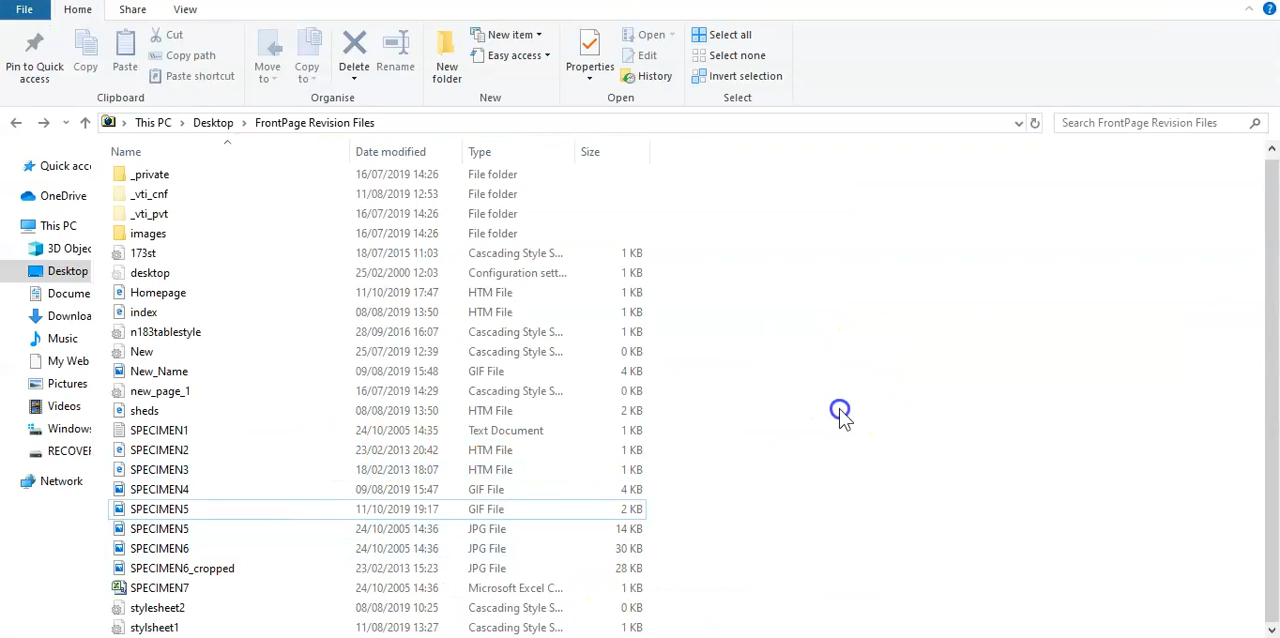 File Home Share View
Pin to Quick access
Copy
Paste
Cut
Copy path
Paste shortcut
Clipboard
Move to
Copy to
Delete
Rename
Organise
New folder
New item
Easy access
New
Properties
Open
Edit
History
Open
Select all
Select none
Invert selection
Select
This PC > Desktop > FrontPage Revision Files
Search FrontPage Revision Files
Quick acc
OneDrive
This PC
3D Objec
Desktop
Docume
Downloa
Music
My Web
Pictures
Videos
Windows
RECOVER
Network
Name Date modified Type Size
_private 16/07/2019 14:26 File folder
_vti_cnf 11/08/2019 12:53 File folder
_vti_pvt 16/07/2019 14:26 File folder
images 16/07/2019 14:26 File folder
173st 18/07/2015 11:03 Cascading Style S... 1 KB
desktop 25/02/2000 12:03 Configuration sett... 1 KB
Homepage 11/10/2019 17:47 HTM File 1 KB
index 08/08/2019 13:50 HTM File 1 KB
n183tablestyle 28/09/2016 16:07 Cascading Style S... 1 KB
New 25/07/2019 12:39 Cascading Style S... 0 KB
New_Name 09/08/2019 15:48 GIF File 4 KB
new_page_1 16/07/2019 14:29 Cascading Style S... 0 KB
sheds 08/08/2019 13:50 HTM File 2 KB
SPECIMEN1 24/10/2005 14:35 Text Document 1 KB
SPECIMEN2 23/02/2013 20:42 HTM File 1 KB
SPECIMEN3 18/02/2013 18:07 HTM File 1 KB
SPECIMEN4 09/08/2019 15:47 GIF File 4 KB
SPECIMEN5 11/10/2019 19:17 GIF File 2 KB
SPECIMEN5 24/10/2005 14:36 JPG File 14 KB
SPECIMEN6 24/10/2005 14:36 JPG File 30 KB
SPECIMEN6_cropped 23/02/2013 15:23 JPG File 28 KB
SPECIMEN7 24/10/2005 14:36 Microsoft Excel C... 1 KB
stylesheet2 08/08/2019 10:25 Cascading Style S... 0 KB
stylsheet1 11/08/2019 13:27 Cascading Style S... 1 KB